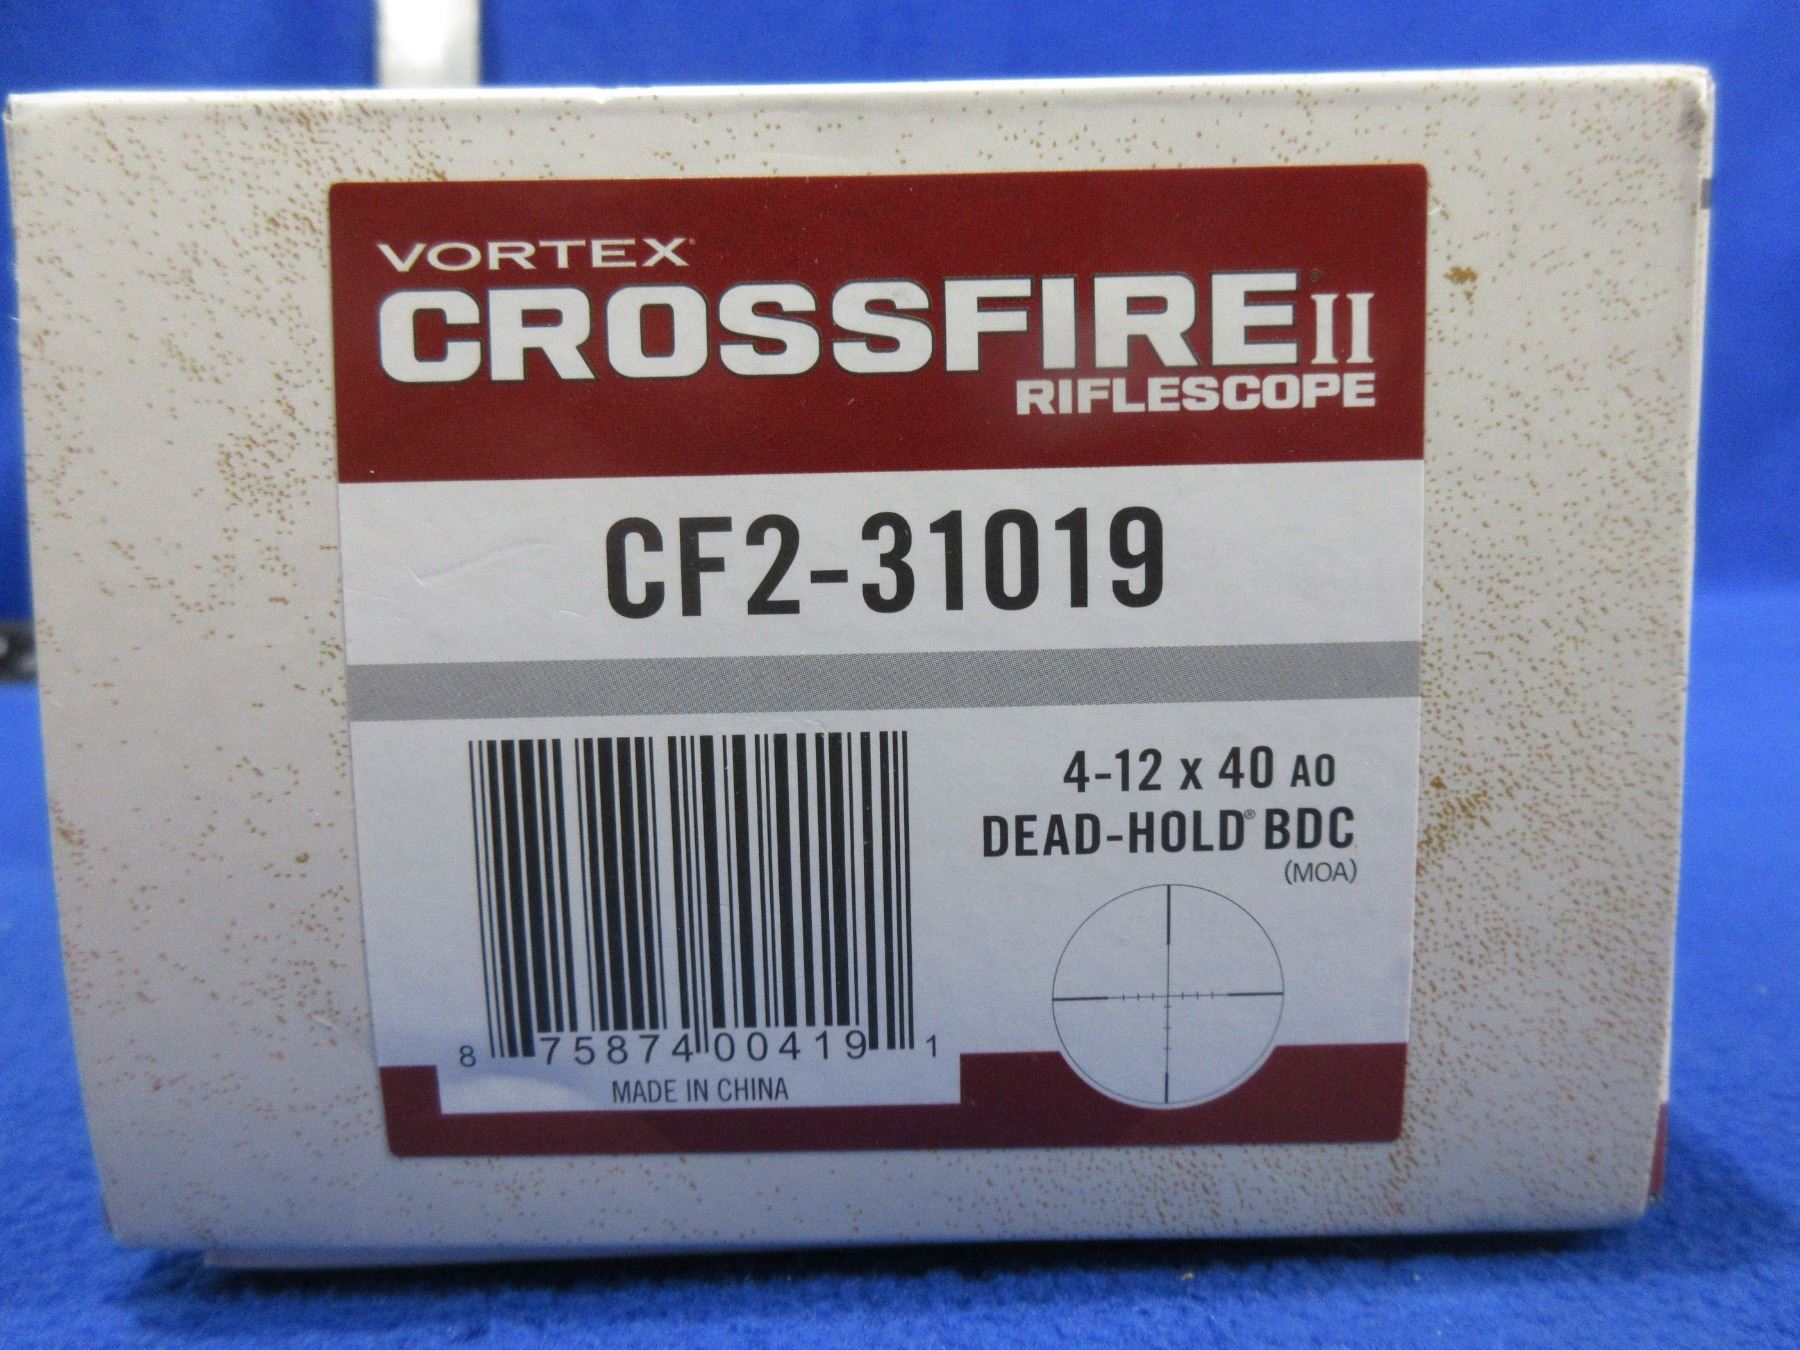 VORTEX®
CROSSFIRE® II
RIFLESCOPE
CF2-31019
4-12 x 40 AO
DEAD-HOLD® BDC
(MOA)
8 75874 00419 1
MADE IN CHINA